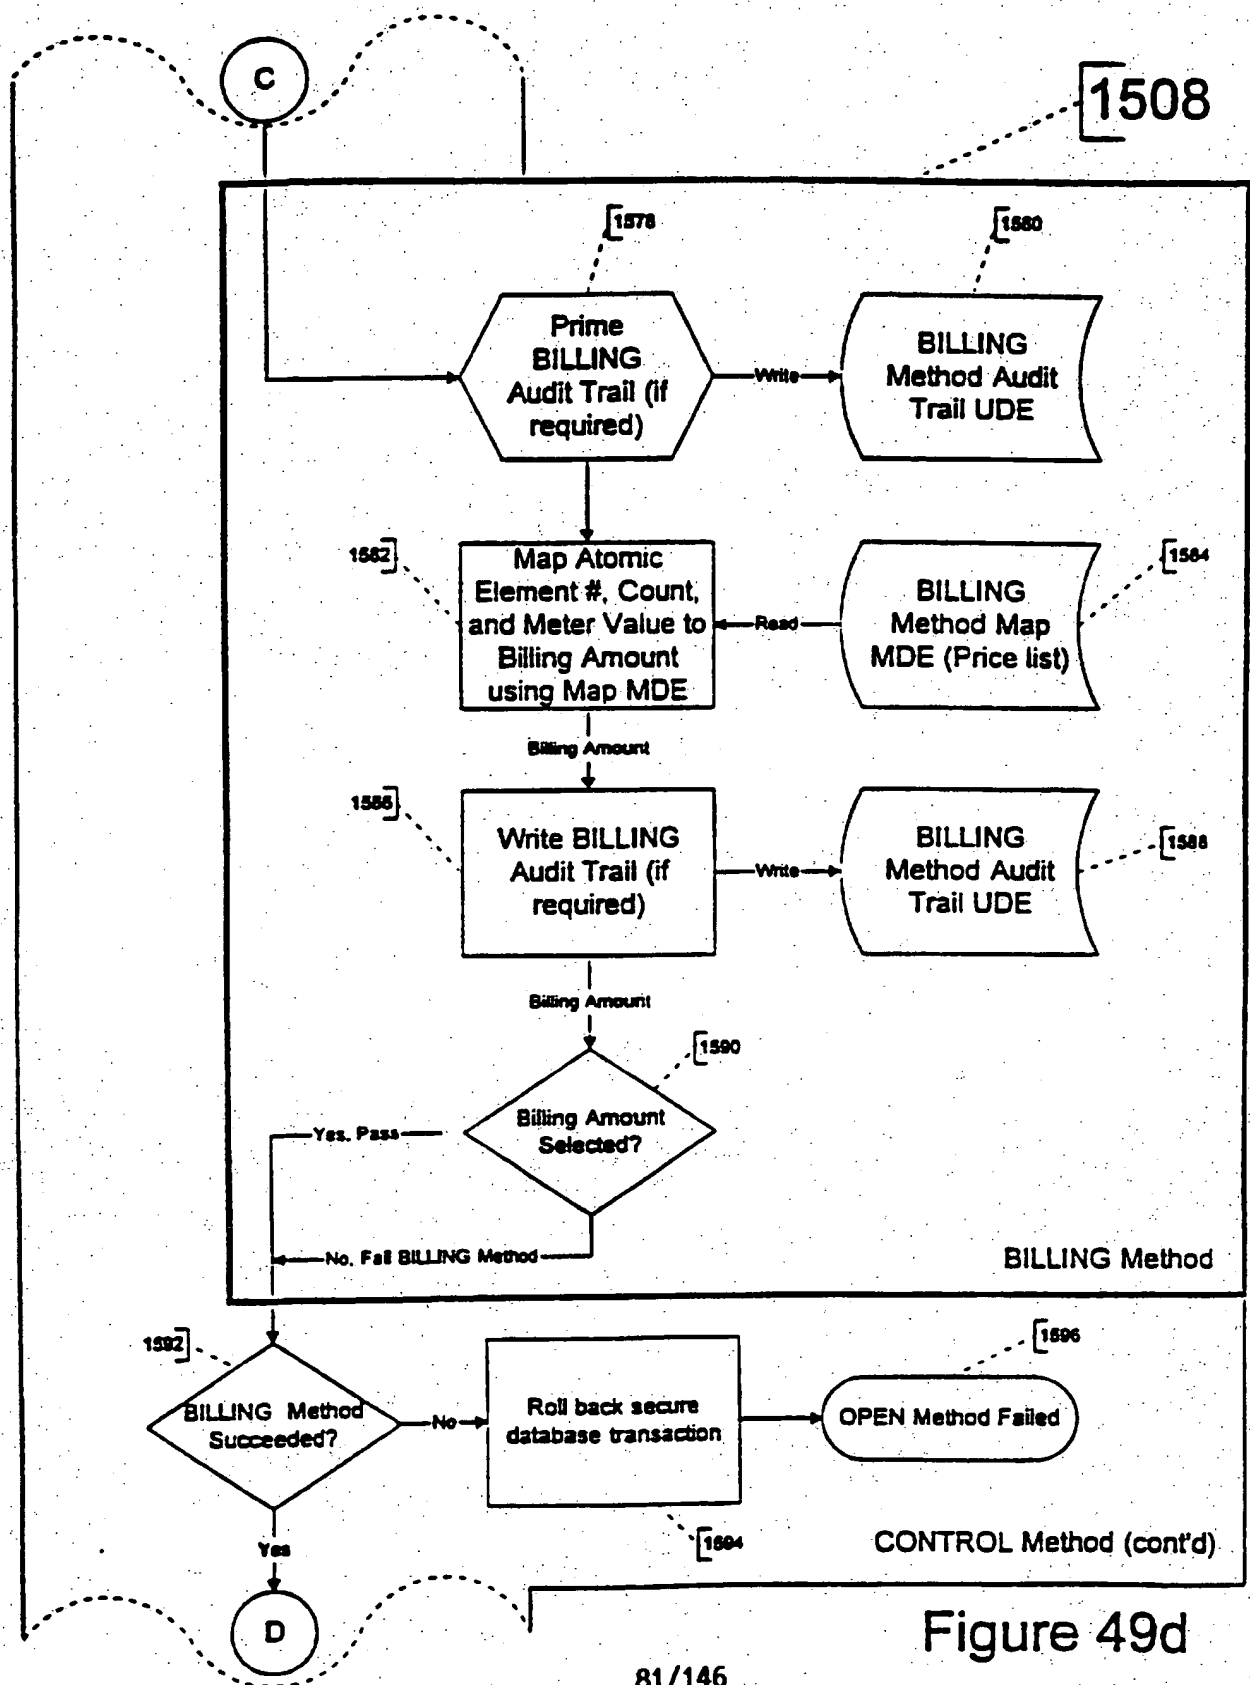 C
1508
1578
1580
Prime
BILLING
Audit Trail (if
required)
Write
BILLING
Method Audit
Trail UDE
1582
1584
Map Atomic
Element #, Count,
and Meter Value to
Billing Amount
using Map MDE
Read
BILLING
Method Map
MDE (Price list)
Billing Amount
1586
1588
Write BILLING
Audit Trail (if
required)
Write
BILLING
Method Audit
Trail UDE
Billing Amount
1590
Billing Amount
Selected?
Yes, Pass
No, Fail BILLING Method
BILLING Method
1592
1596
BILLING Method
Succeeded?
No
Roll back secure
database transaction
OPEN Method Failed
1594
Yes
CONTROL Method (cont'd)
D
Figure 49d
81/146